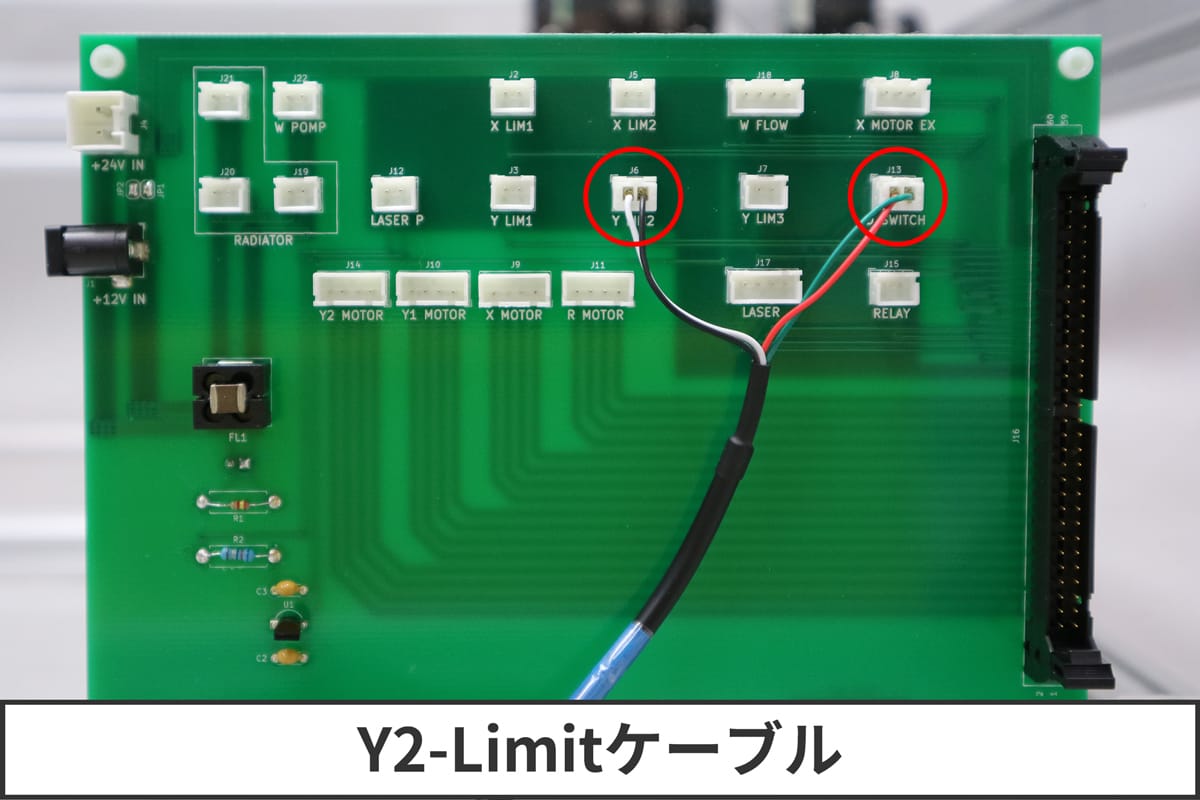 J21
J22
J2
J5
J18
J8
W POMP
X LIM1
X LIM2
W FLOW
X MOTOR EX
J4
+24V IN
60
59
JP2
JP1
J20
J19
J12
J3
J6
J7
J13
LASER P
Y LIM1
Y LIM3
SWITCH
RADIATOR
J1
+12V IN
J14
J10
J9
J11
J17
J15
Y2 MOTOR
Y1 MOTOR
X MOTOR
R MOTOR
LASER
RELAY
FL1
J16
R1
R2
C3
U1
C2
Y2-Limitケーブル